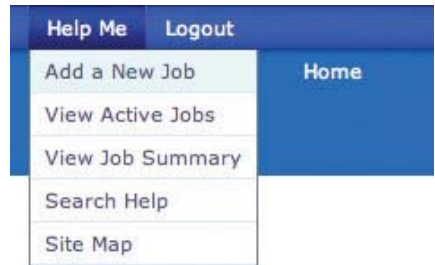 Help Me Logout
Add a New Job Home
View Active Jobs
View Job Summary
Search Help
Site Map